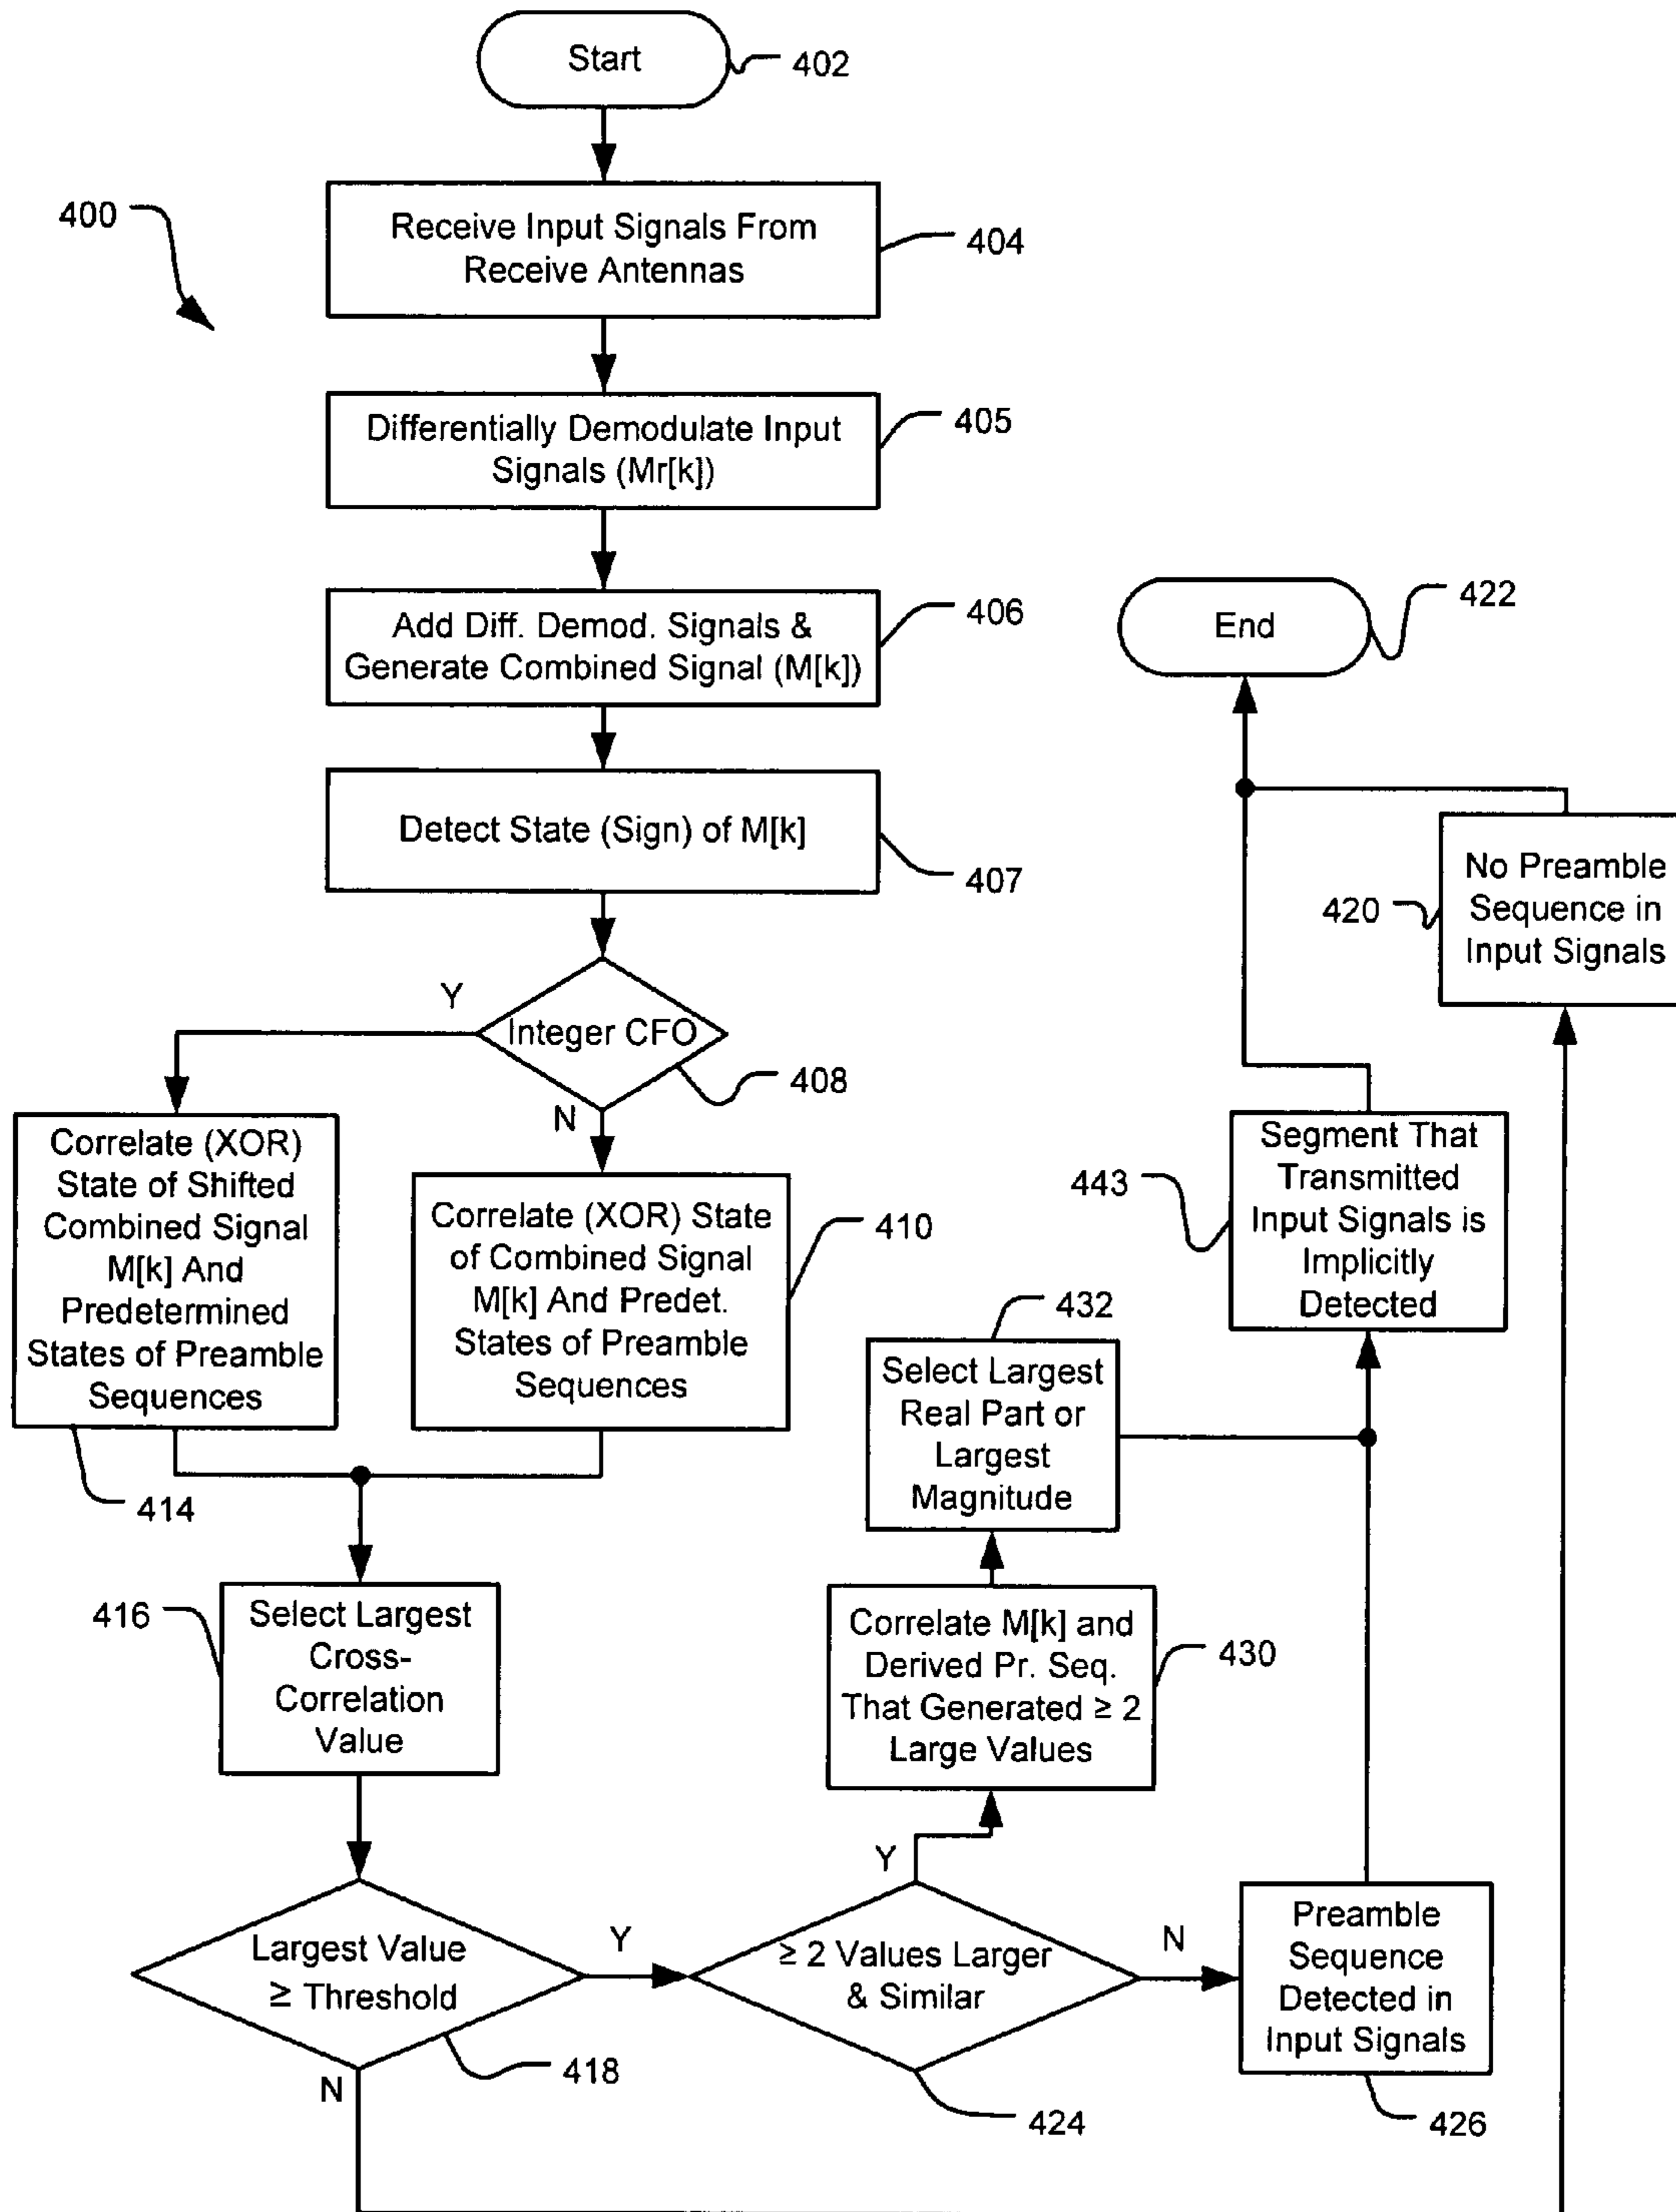 Start
402
400
Receive Input Signals From
Receive Antennas
404
Differentially Demodulate Input
Signals (Mr[k])
405
Add Diff. Demod. Signals &
Generate Combined Signal (M[k])
406
Detect State (Sign) of M[k]
407
Integer CFO
408
Y
N
Correlate (XOR)
State of Shifted
Combined Signal
M[k] And
Predetermined
States of Preamble
Sequences
414
Correlate (XOR) State
of Combined Signal
M[k] And Predet.
States of Preamble
Sequences
410
416
Select Largest
Cross-
Correlation
Value
Largest Value
≥ Threshold
418
Y
N
≥ 2 Values Larger
& Similar
424
Y
N
Correlate M[k] and
Derived Pr. Seq.
That Generated ≥ 2
Large Values
430
432
Select Largest
Real Part or
Largest
Magnitude
Preamble
Sequence
Detected in
Input Signals
426
443
Segment That
Transmitted
Input Signals is
Implicitly
Detected
420
No Preamble
Sequence in
Input Signals
End
422